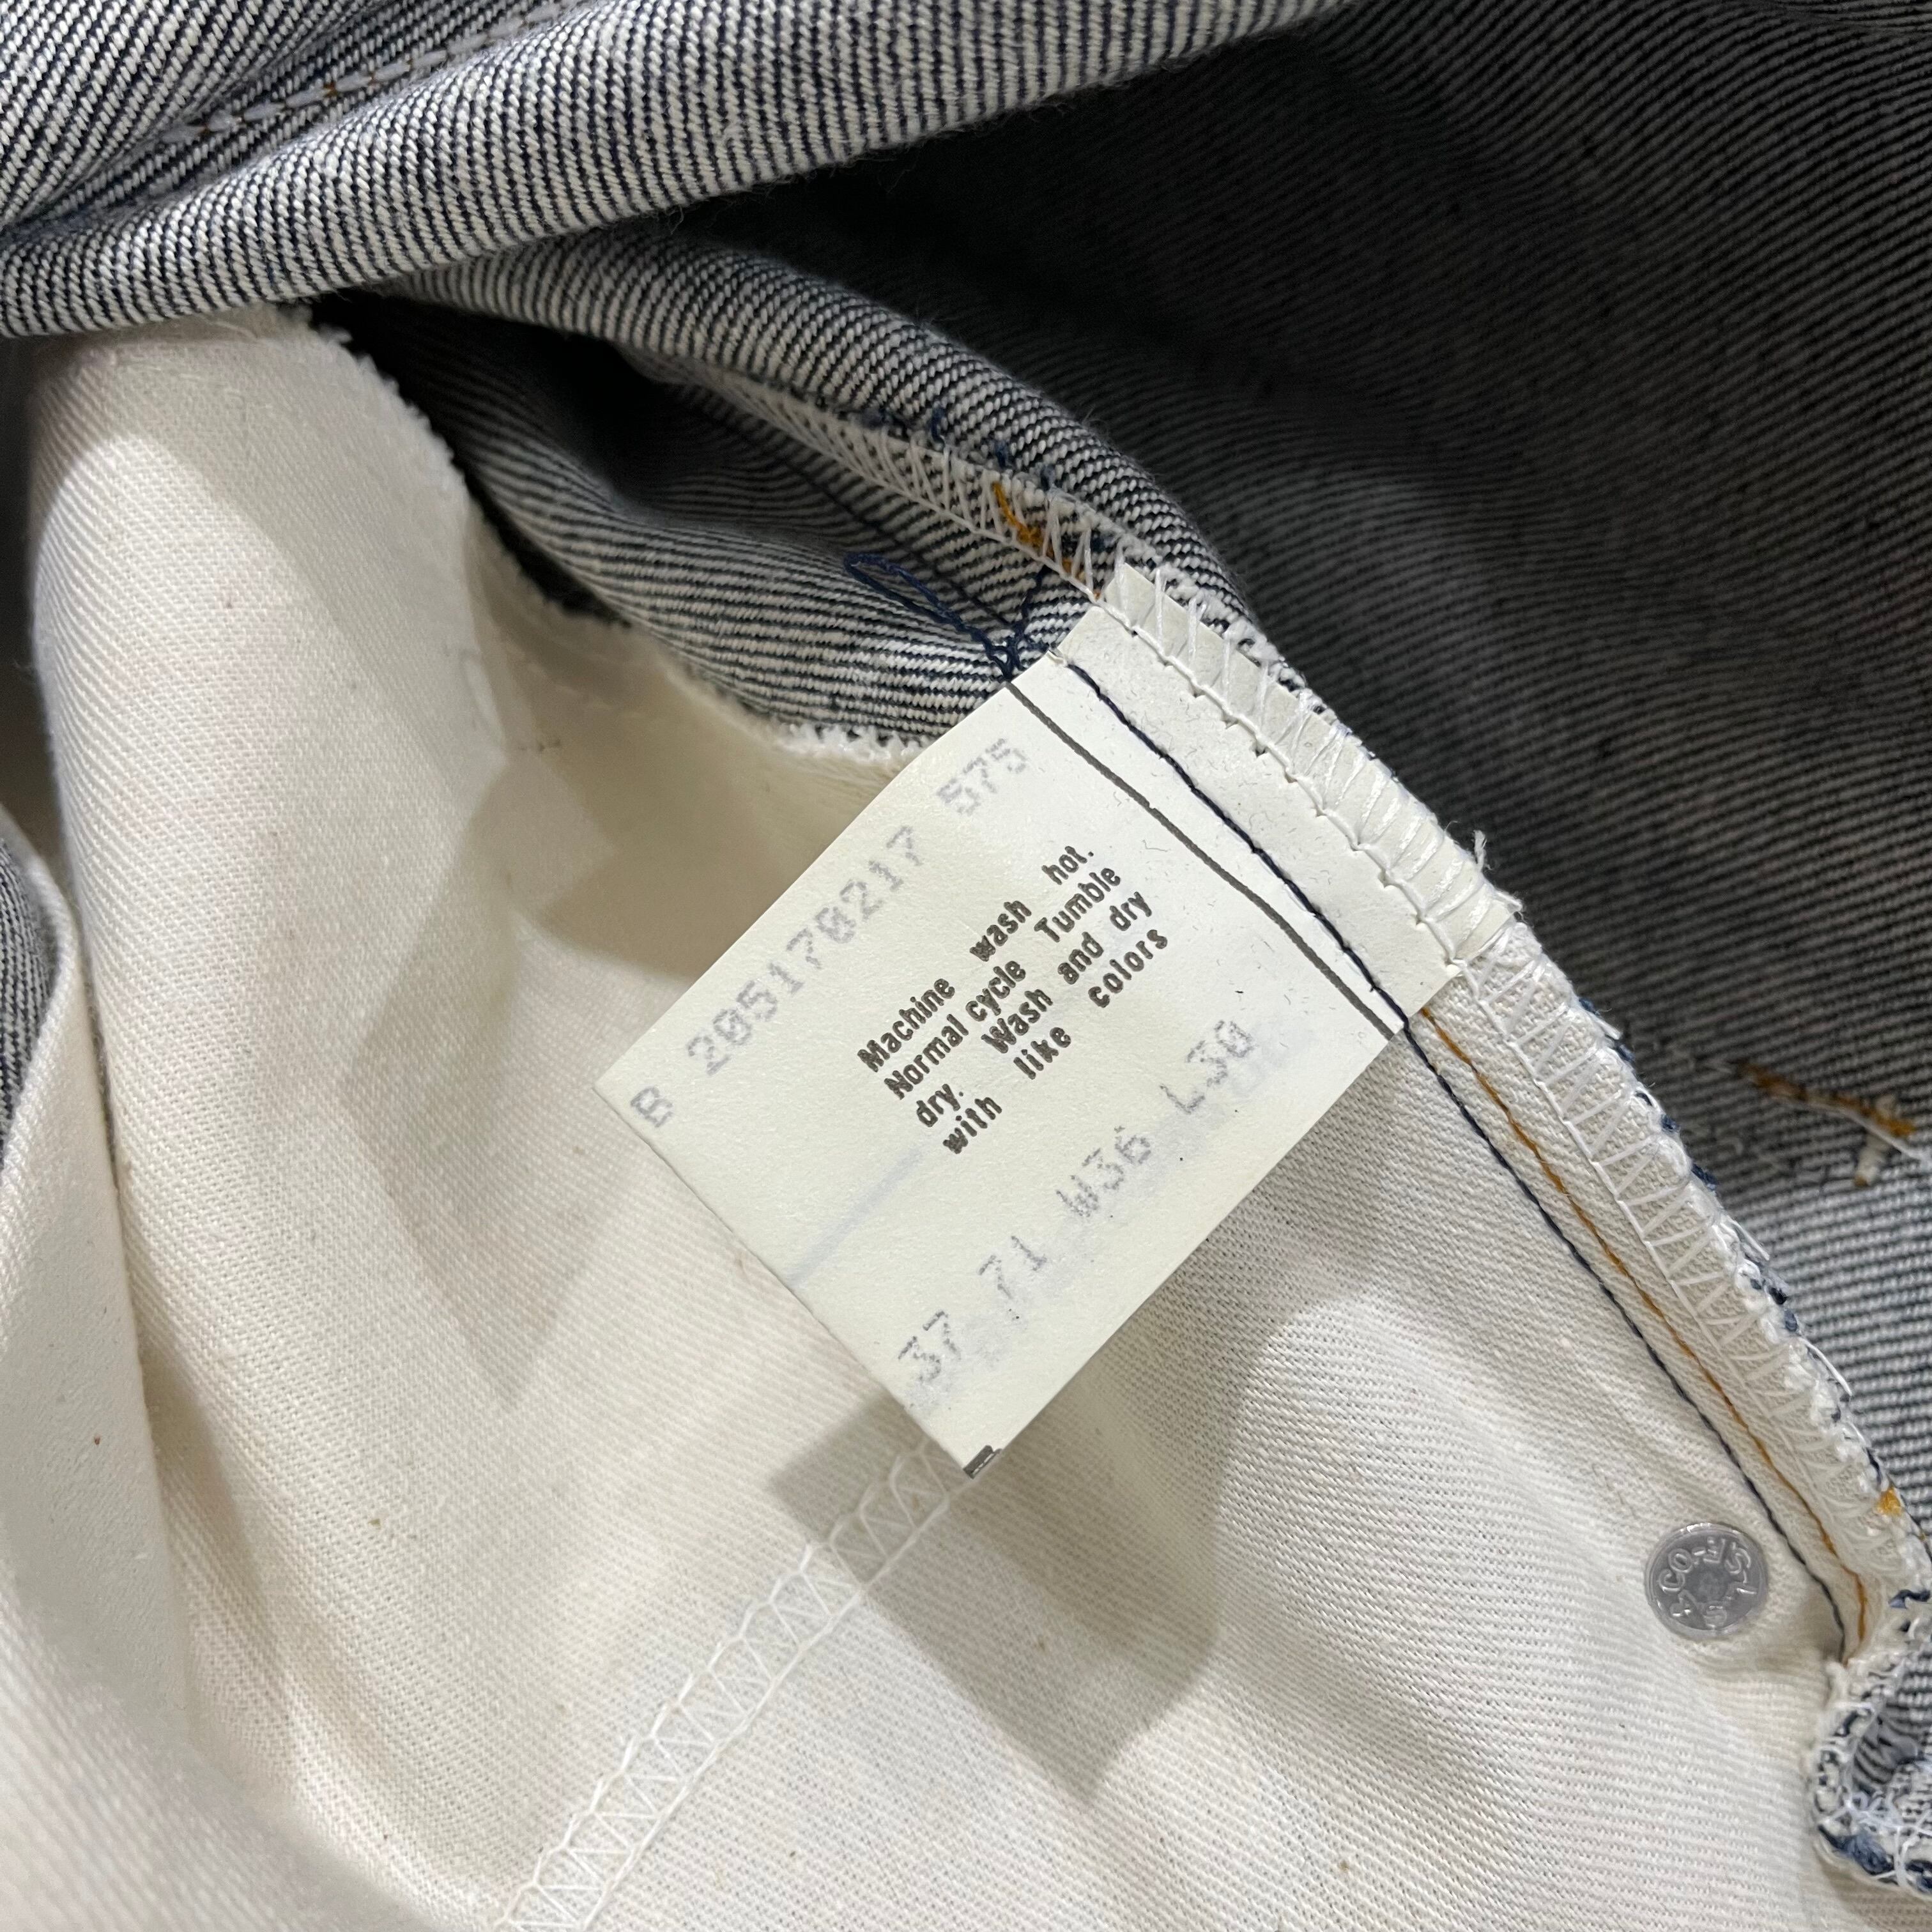 B 205170217 575
Machine wash hot.
Normal cycle Tumble
dry. Wash and dry
with like colors
37 71 W36 L30
L.S. & CO-S.F.